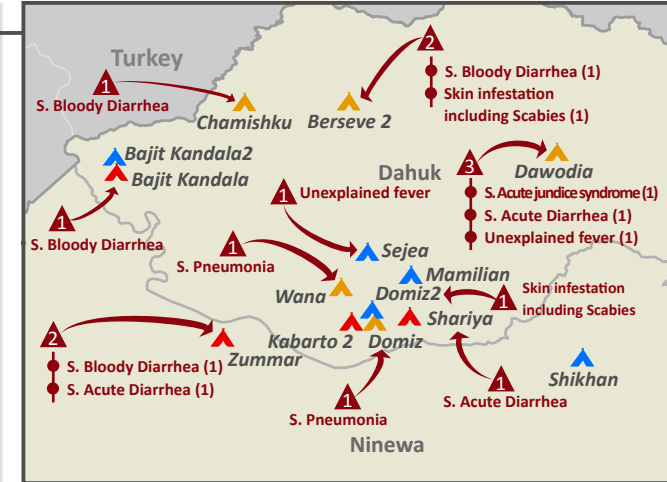 Turkey
1
S. Bloody Diarrhea
Chamishku
Berseve 2
2
S. Bloody Diarrhea (1)
Skin infestation
including Scabies (1)
Bajit Kandala2
Bajit Kandala
1
S. Bloody Diarrhea
Dahuk
3
Dawodia
S. Acute jundice syndrome (1)
S. Acute Diarrhea (1)
Unexplained fever (1)
1
Unexplained fever
Sejea
1
S. Pneumonia
Wana
Mamilian
Domiz2
1
Skin infestation
including Scabies
Kabarto 2
Domiz
Shariya
2
S. Bloody Diarrhea (1)
S. Acute Diarrhea (1)
Zummar
1
S. Pneumonia
1
S. Acute Diarrhea
Shikhan
Ninewa